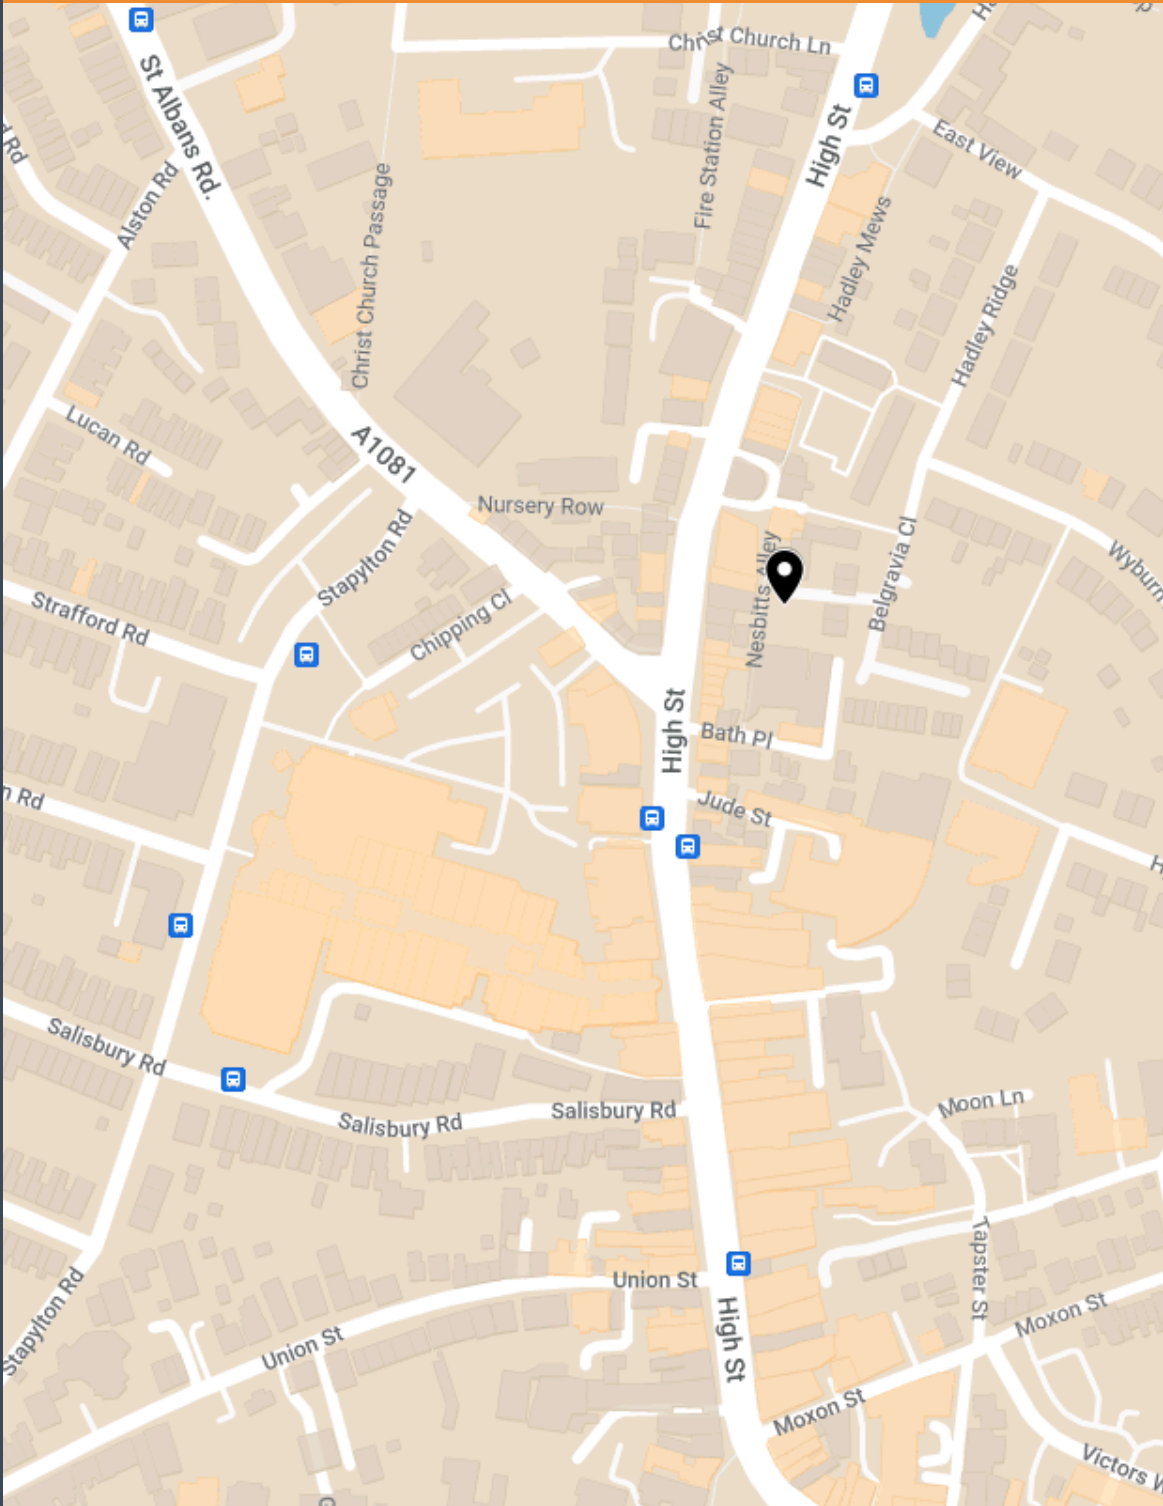 Christ Church Ln
St Albans Rd.
High St
Fire Station Alley
East View
Alston Rd
Christ Church Passage
Hadley Mews
Hadley Ridge
Lucan Rd
A1081
Nursery Row
Stapylton Rd
Nesbitts Alley
Belgravia Cl
Wyburn
Strafford Rd
Chipping Cl
High St
Bath Pl
Jude St
n Rd
Salisbury Rd
Salisbury Rd
Salisbury Rd
Moon Ln
Tapster St
Union St
Stapylton Rd
Union St
High St
Moxon St
Moxon St
Victors W